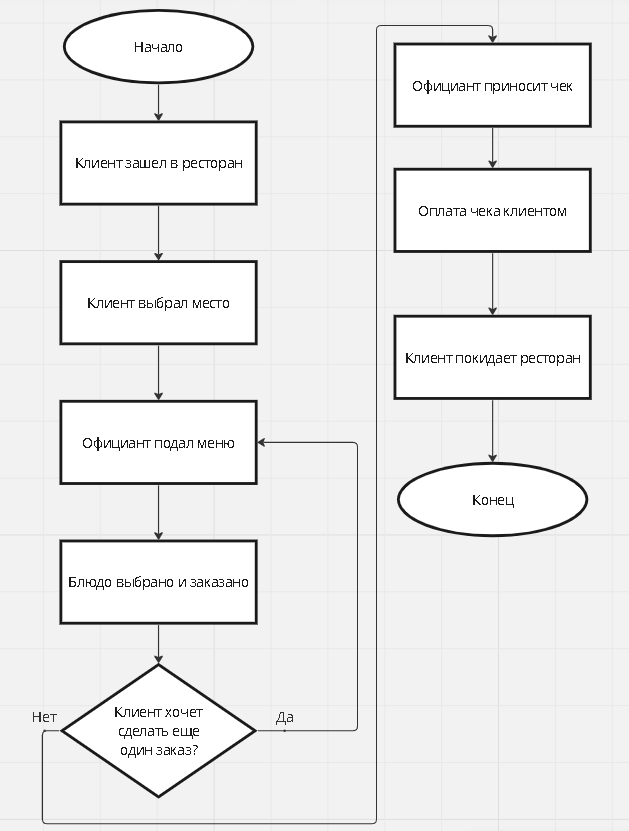 Начало
Клиент зашел в ресторан
Клиент выбрал место
Официант подал меню
Блюдо выбрано и заказано
Клиент хочет
сделать еще
один заказ?
Нет
Да
Официант приносит чек
Оплата чека клиентом
Клиент покидает ресторан
Конец